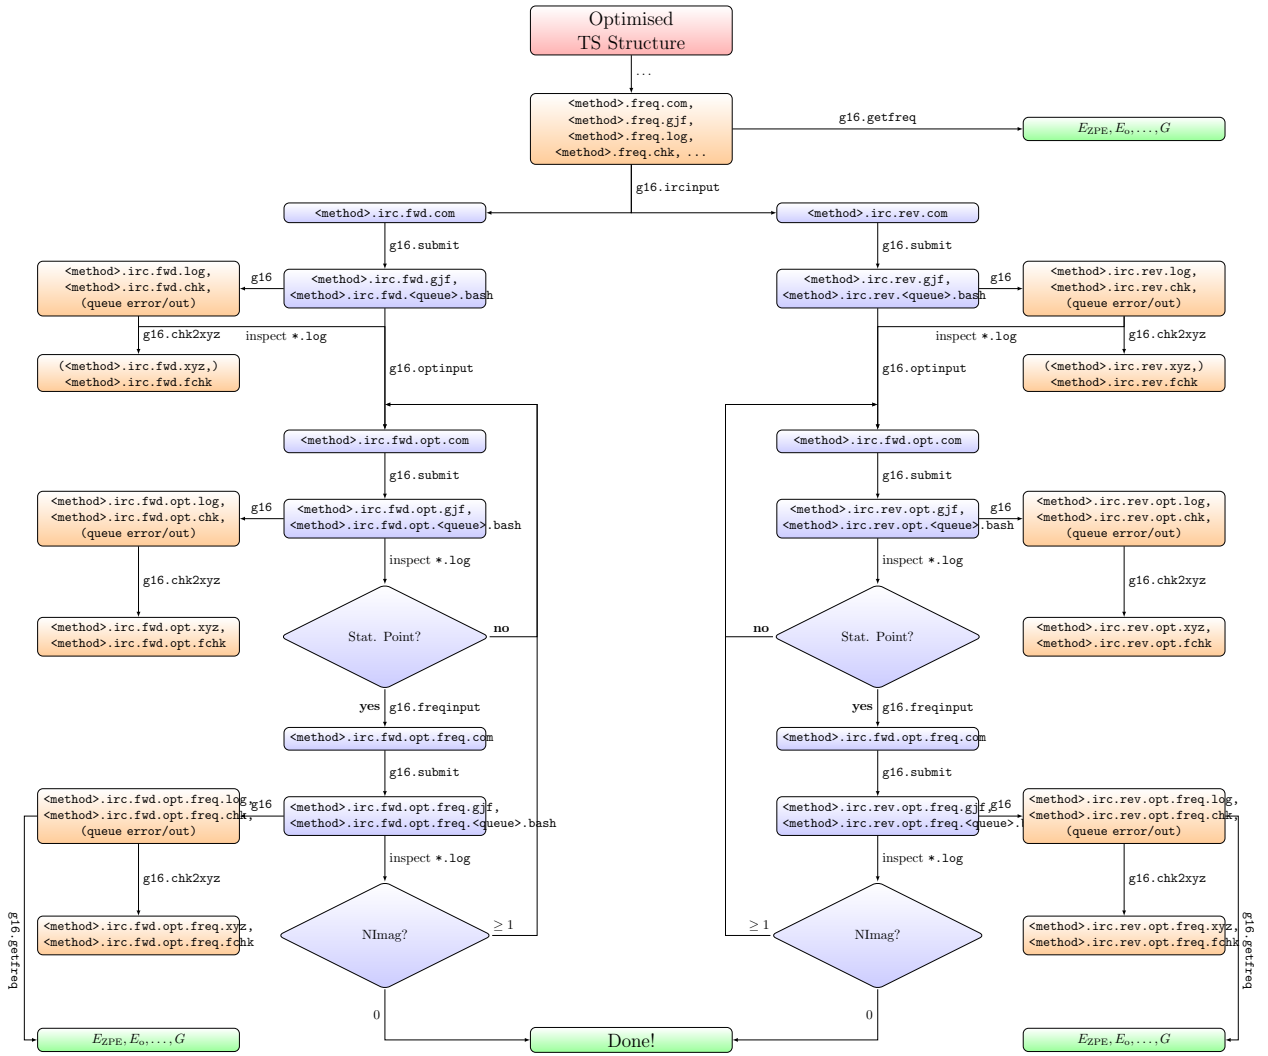 Optimised
TS Structure
...
<method>.freq.com,
<method>.freq.gjf,
<method>.freq.log,
<method>.freq.chk, ...
g16.getfreq
E_ZPE, E_o, ..., G
g16.ircinput
<method>.irc.fwd.com
<method>.irc.rev.com
g16.submit
g16.submit
<method>.irc.fwd.log,
<method>.irc.fwd.chk,
(queue error/out)
g16
<method>.irc.fwd.gjf,
<method>.irc.fwd.<queue>.bash
<method>.irc.rev.gjf,
<method>.irc.rev.<queue>.bash
g16
<method>.irc.rev.log,
<method>.irc.rev.chk,
(queue error/out)
g16.chk2xyz
inspect *.log
inspect *.log
g16.chk2xyz
(<method>.irc.fwd.xyz,)
<method>.irc.fwd.fchk
g16.optinput
g16.optinput
(<method>.irc.rev.xyz,)
<method>.irc.rev.fchk
<method>.irc.fwd.opt.com
<method>.irc.fwd.opt.com
g16.submit
g16.submit
<method>.irc.fwd.opt.log,
<method>.irc.fwd.opt.chk,
(queue error/out)
g16
<method>.irc.fwd.opt.gjf,
<method>.irc.fwd.opt.<queue>.bash
<method>.irc.rev.opt.gjf,
<method>.irc.rev.opt.<queue>.bash
g16
<method>.irc.rev.opt.log,
<method>.irc.rev.opt.chk,
(queue error/out)
inspect *.log
inspect *.log
g16.chk2xyz
g16.chk2xyz
<method>.irc.fwd.opt.xyz,
<method>.irc.fwd.opt.fchk
Stat. Point?
no
no
Stat. Point?
<method>.irc.rev.opt.xyz,
<method>.irc.rev.opt.fchk
yes g16.freqinput
yes g16.freqinput
<method>.irc.fwd.opt.freq.com
<method>.irc.fwd.opt.freq.com
g16.submit
g16.submit
<method>.irc.fwd.opt.freq.log,
<method>.irc.fwd.opt.freq.chk,
(queue error/out)
g16
<method>.irc.fwd.opt.freq.gjf,
<method>.irc.fwd.opt.freq.<queue>.bash
<method>.irc.rev.opt.freq.gjf,
<method>.irc.rev.opt.freq.<queue>.
g16
<method>.irc.rev.opt.freq.log,
<method>.irc.rev.opt.freq.chk,
(queue error/out)
inspect *.log
inspect *.log
g16.chk2xyz
g16.chk2xyz
g16.getfreq
<method>.irc.fwd.opt.freq.xyz,
<method>.irc.fwd.opt.freq.fchk
NImag?
≥ 1
≥ 1
NImag?
<method>.irc.rev.opt.freq.xyz,
<method>.irc.rev.opt.freq.fchk
g16.getfreq
0
0
E_ZPE, E_o, ..., G
Done!
E_ZPE, E_o, ..., G